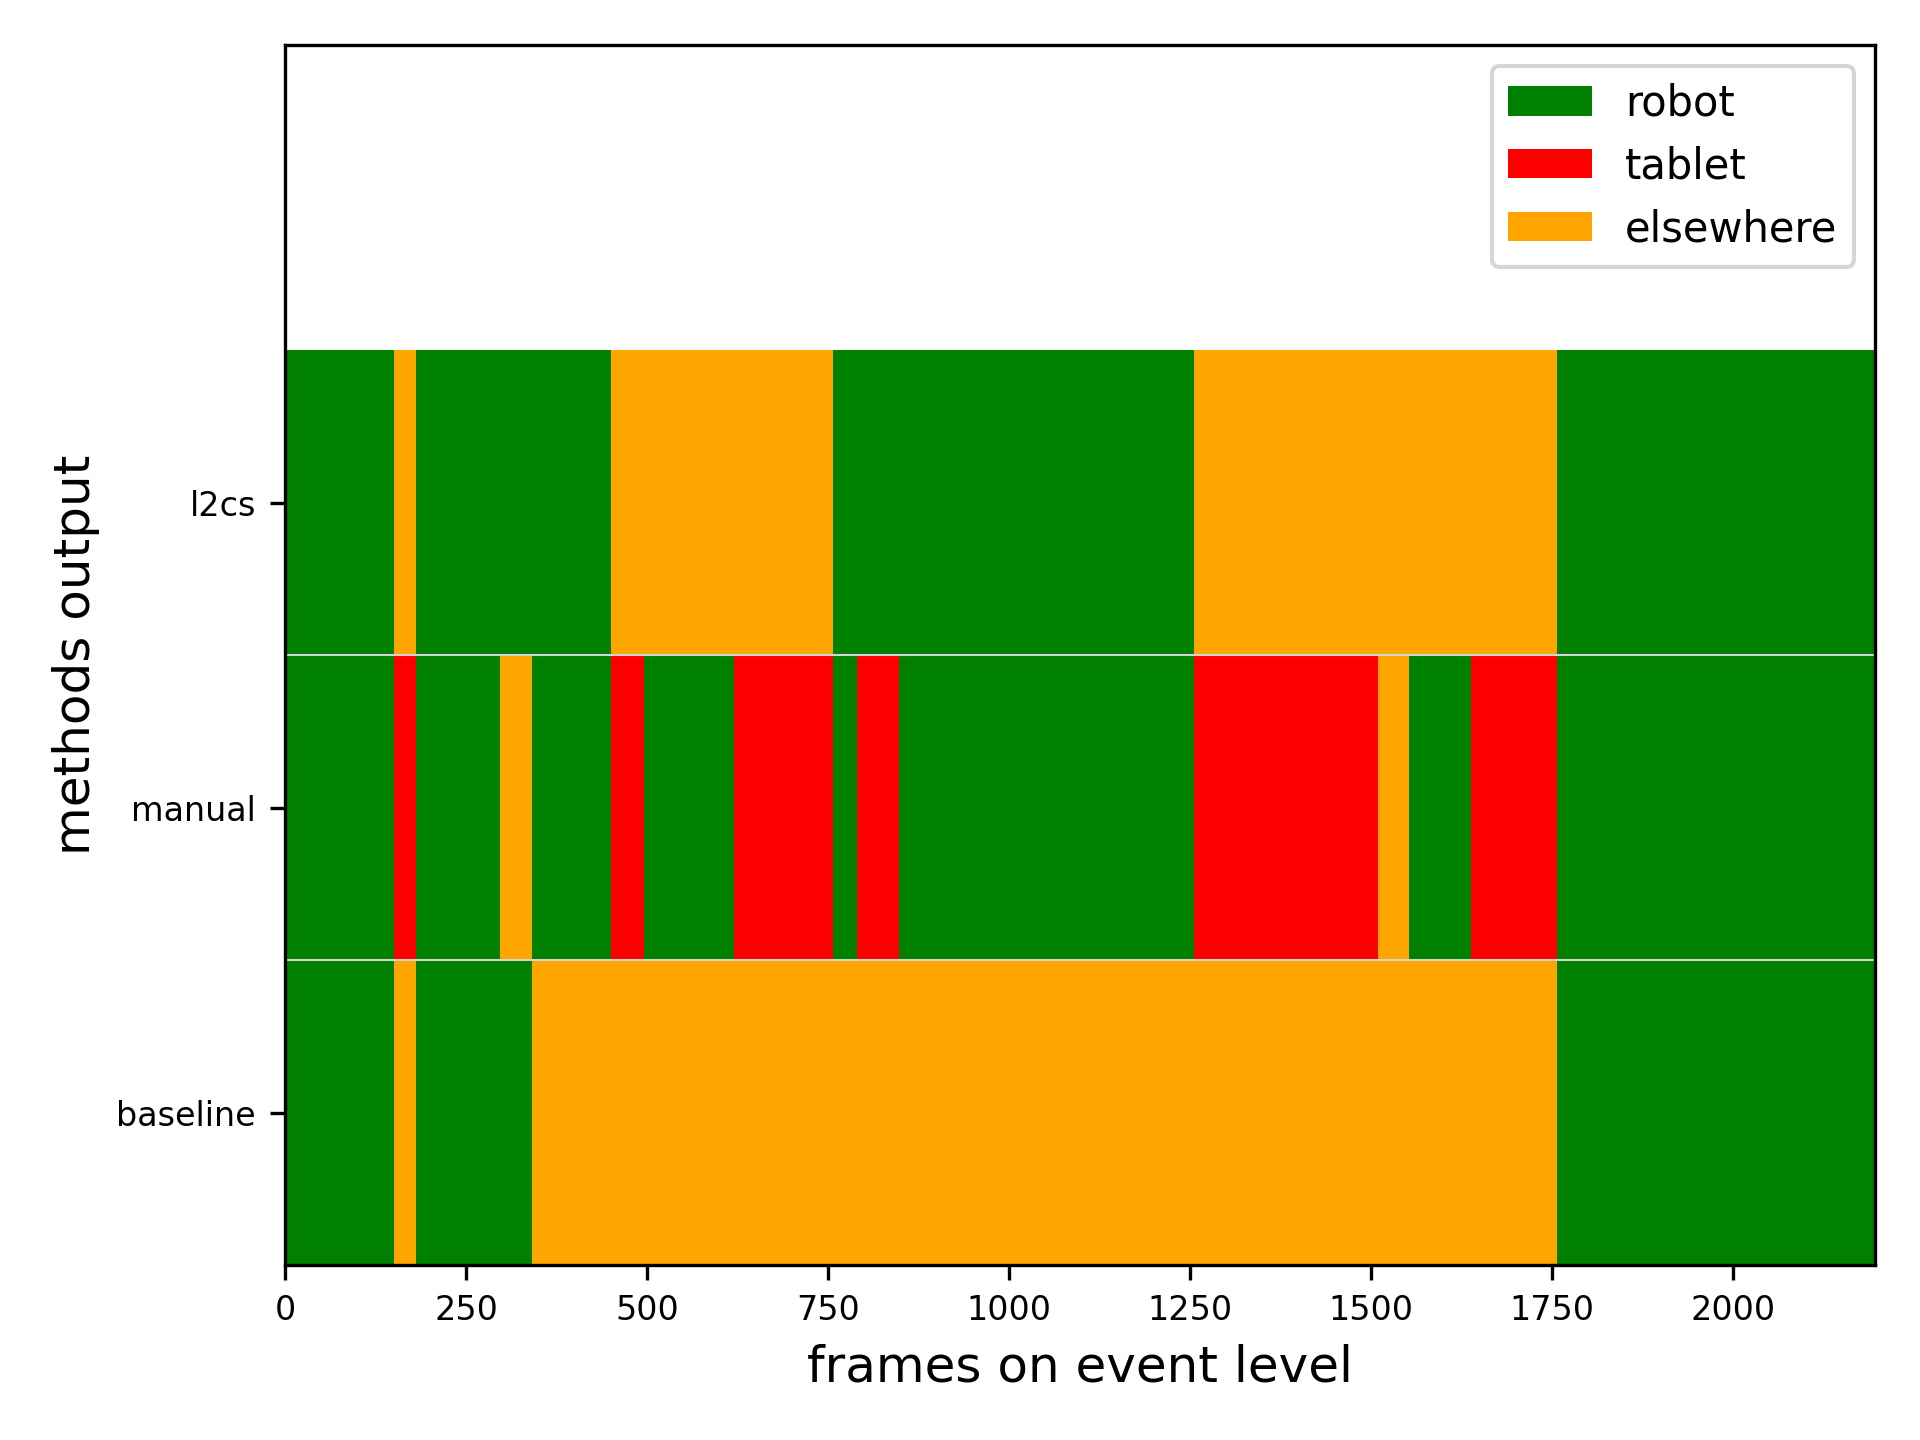 robot
tablet
elsewhere
methods output
l2cs
manual
baseline
0 250 500 750 1000 1250 1500 1750 2000
frames on event level